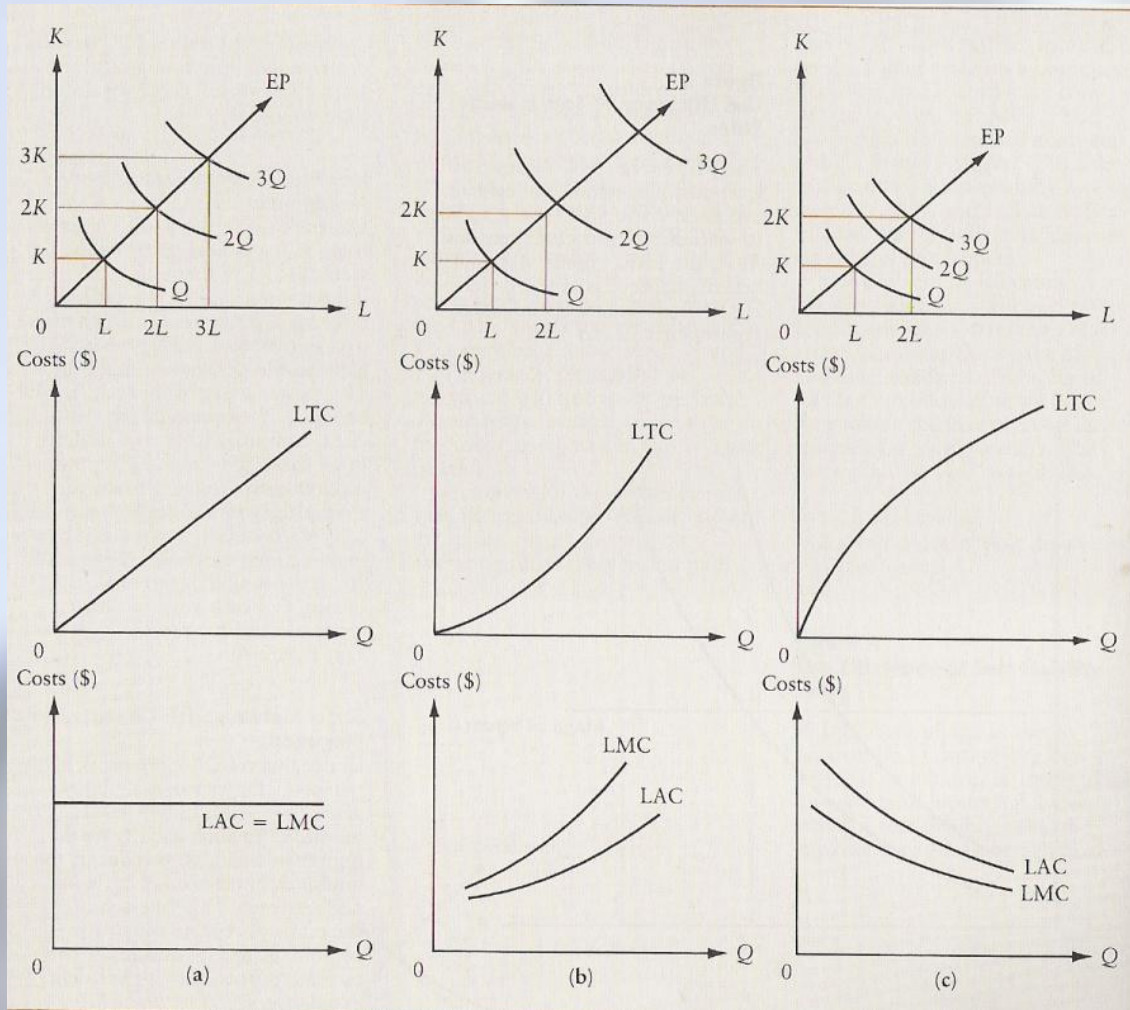 K
EP
3K
3Q
2K
2Q
K
Q
0 L 2L 3L L
K
EP
3Q
2K
2Q
K
Q
0 L 2L L
K
EP
2K
3Q
2Q
K
Q
0 L 2L L
Costs ($)
LTC
0 Q
Costs ($)
LTC
0 Q
Costs ($)
LTC
0 Q
Costs ($)
LAC = LMC
0 Q
(a)
Costs ($)
LMC
LAC
0 Q
(b)
Costs ($)
LAC
LMC
0 Q
(c)